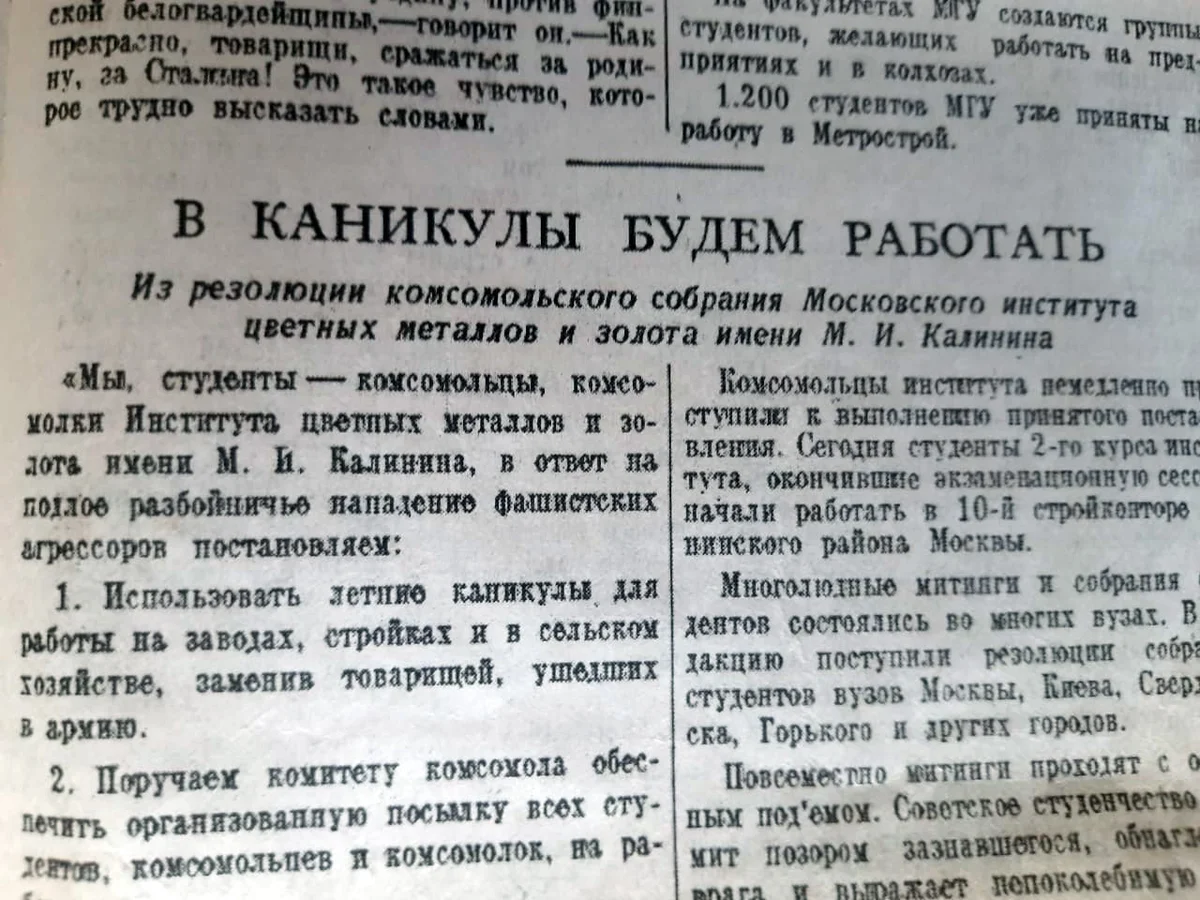 ской белогвардейщины,—говорит он.—Как
прекрасно, товарищи, сражаться за роди-
ну, за Сталина! Это такое чувство, кото-
рое трудно высказать словами.
На факультетах МГУ создаются группы
студентов, желающих работать на пред-
приятиях и в колхозах.
1.200 студентов МГУ уже приняты на
работу в Метрострой.
В КАНИКУЛЫ БУДЕМ РАБОТАТЬ
Из резолюции комсомольского собрания Московского института
цветных металлов и золота имени М. И. Калинина
«Мы, студенты — комсомольцы, комсо-
молки Института цветных металлов и зо-
лота имени М. И. Калинина, в ответ на
подлое разбойничье нападение фашистских
агрессоров постановляем:
1. Использовать летние каникулы для
работы на заводах, стройках и в сельском
хозяйстве, заменив товарищей, ушедших
в армию.
2. Поручаем комитету комсомола обес-
печить организованную посылку всех сту-
дентов, комсомольцев и комсомолок, на ра-
Комсомольцы института немедленно
ступили к выполнению принятого поста-
вления. Сегодня студенты 2-го курса инс
тута, окончившие экзаменационную сесс
начали работать в 10-й стройконторе
нинского района Москвы.
Многолюдные митинги и собрания
дентов состоялись во многих вузах. В
дакцию поступили резолюции собра
студентов вузов Москвы, Киева, Сверд
ска, Горького и других городов.
Повсеместно митинги проходят с
ным под'емом. Советское студенчество
мит позором зазнавшегося, обнагл
врага и выражает непоколебимую